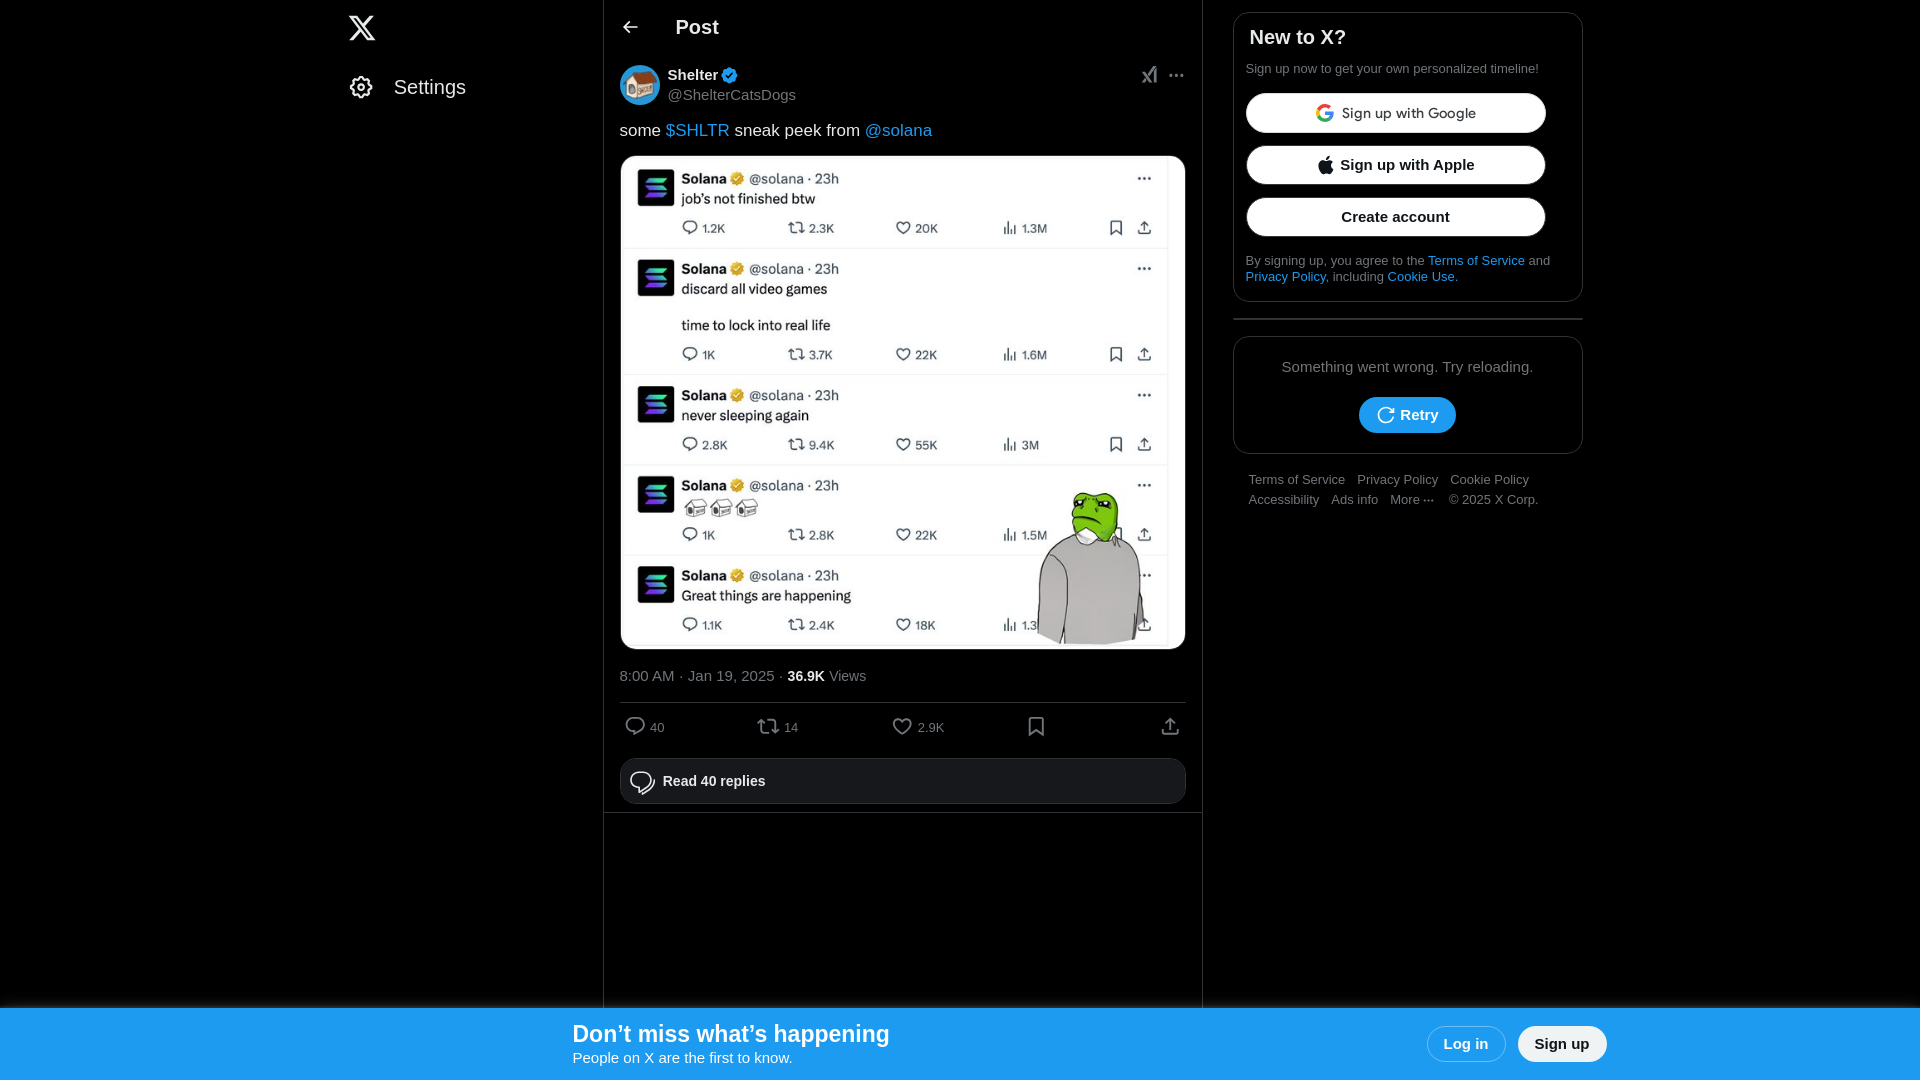 Post
New to X?
Settings
Sign up now to get your own personalized timeline!
Shelter
@ShelterCatsDogs
some $SHLTR sneak peek from @solana
Sign up with Google
Sign up with Apple
Create account
By signing up, you agree to the Terms of Service and
Privacy Policy, including Cookie Use.
Solana @solana · 23h
job's not finished btw
1.2K 2.3K 20K 1.3M
Solana @solana · 23h
discard all video games
time to lock into real life
1K 3.7K 22K 1.6M
Solana @solana · 23h
never sleeping again
2.8K 9.4K 55K 3M
Solana @solana · 23h
1K 2.8K 22K 1.5M
Solana @solana · 23h
Great things are happening
1.1K 2.4K 18K 1.3
Something went wrong. Try reloading.
Retry
Terms of Service Privacy Policy Cookie Policy
Accessibility Ads info More ··· © 2025 X Corp.
8:00 AM · Jan 19, 2025 · 36.9K Views
40 14 2.9K
Read 40 replies
Don’t miss what’s happening
People on X are the first to know.
Log in
Sign up